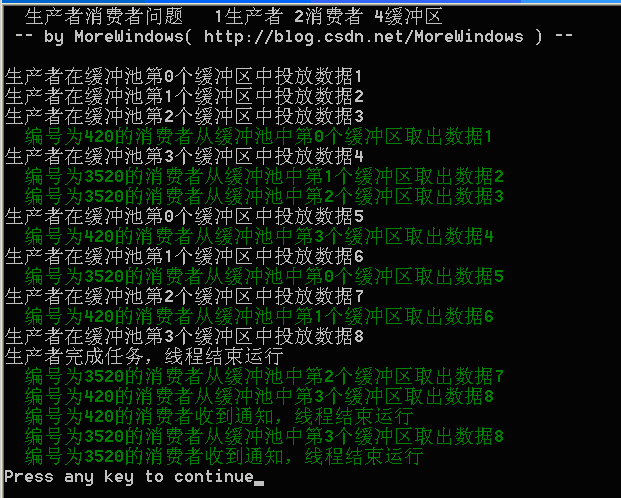 生产者消费者问题 1生产者 2消费者 4缓冲区
-- by MoreWindows( http://blog.csdn.net/MoreWindows ) --
生产者在缓冲池第0个缓冲区中投放数据1
生产者在缓冲池第1个缓冲区中投放数据2
生产者在缓冲池第2个缓冲区中投放数据3
编号为420的消费者从缓冲池中第0个缓冲区取出数据1
生产者在缓冲池第3个缓冲区中投放数据4
编号为3520的消费者从缓冲池中第1个缓冲区取出数据2
编号为3520的消费者从缓冲池中第2个缓冲区取出数据3
生产者在缓冲池第0个缓冲区中投放数据5
编号为420的消费者从缓冲池中第3个缓冲区取出数据4
生产者在缓冲池第1个缓冲区中投放数据6
编号为3520的消费者从缓冲池中第0个缓冲区取出数据5
生产者在缓冲池第2个缓冲区中投放数据7
编号为420的消费者从缓冲池中第1个缓冲区取出数据6
生产者在缓冲池第3个缓冲区中投放数据8
生产者完成任务，线程结束运行
编号为3520的消费者从缓冲池中第2个缓冲区取出数据7
编号为420的消费者从缓冲池中第3个缓冲区取出数据8
编号为420的消费者收到通知，线程结束运行
编号为3520的消费者从缓冲池中第3个缓冲区取出数据8
编号为3520的消费者收到通知，线程结束运行
Press any key to continue_